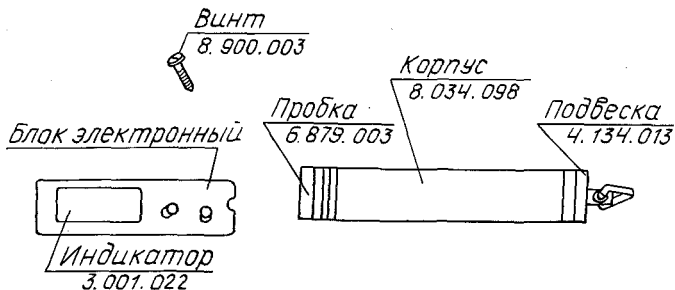 Винт
8.900.003
Корпус
8.034.098
Пробка
6.879.003
Подвеска
4.134.013
Блок электронный
Индикатор
3.001.022